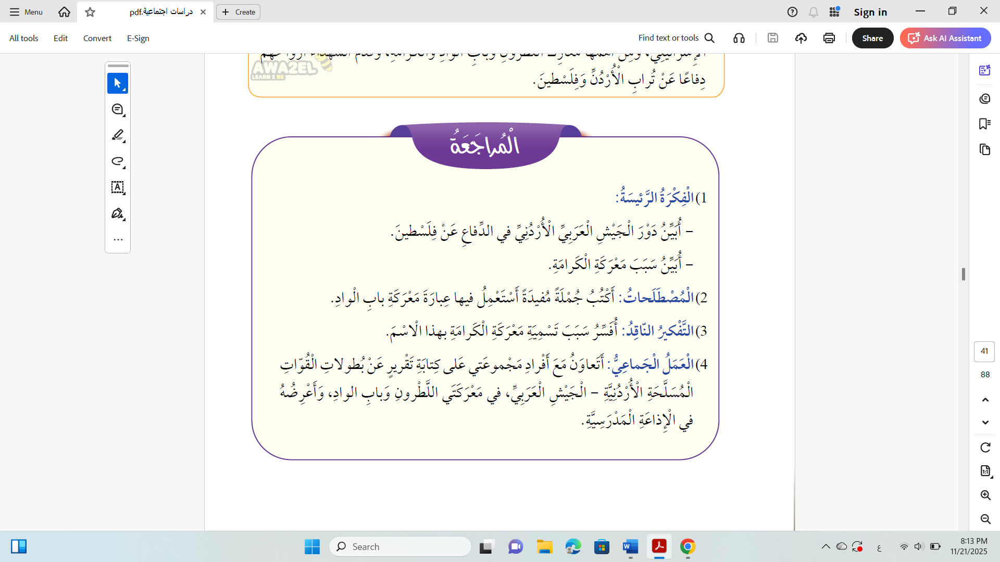 Menu
دراسات اجتماعية.pdf
Create
Sign in
All tools
Edit
Convert
E-Sign
Find text or tools
Share
Ask AI Assistant
AWA2EL
LEARN 2 BE
دِفاعًا عَنْ تُرابِ الْأُرْدُنِّ وَفِلَسْطينَ.
الْمُراجَعَةُ
1) الْفِكْرَةُ الرَّئيسَةُ:
– أُبَيِّنُ دَوْرَ الْجَيْشِ الْعَرَبِيِّ الْأُرْدُنِيِّ في الدِّفاعِ عَنْ فِلَسْطينَ.
– أُبَيِّنُ سَبَبَ مَعْرَكَةِ الْكَرامَةِ.
2) الْمُصْطَلَحاتُ: أَكْتُبُ جُمْلَةً مُفيدَةً أَسْتَعْمِلُ فيها عِبارَةَ مَعْرَكَةِ بابِ الْوادِ.
3) التَّفْكيرُ النّاقِدُ: أُفَسِّرُ سَبَبَ تَسْمِيَةِ مَعْرَكَةِ الْكَرامَةِ بهذا الْاسْمَ.
4) الْعَمَلُ الْجَماعِيُّ: أَتَعاوَنُ مَعَ أَفْرادِ مَجْموعَتي عَلى كِتابَةِ تَقْريرٍ عَنْ بُطولاتِ الْقُوّاتِ
الْمُسَلَّحَةِ الْأُرْدُنِيَّةِ – الْجَيْشِ الْعَرَبِيِّ، في مَعْرَكَتَي اللَّطْرونِ وَبابِ الوادِ، وَأَعْرِضُهُ
في الْإِذاعَةِ الْمَدْرَسِيَّةِ.
41
88
Search
ع
8:13 PM
11/21/2025